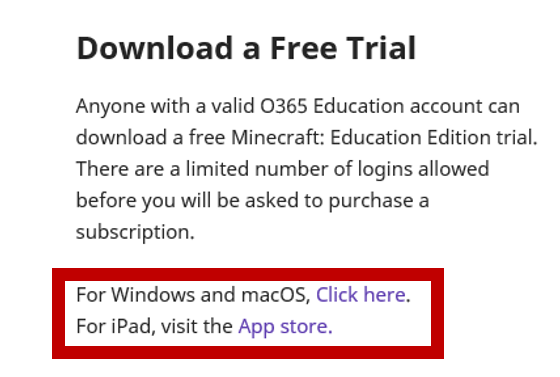 Download a Free Trial
Anyone with a valid O365 Education account can
download a free Minecraft: Education Edition trial.
There are a limited number of logins allowed
before you will be asked to purchase a
subscription.
For Windows and macOS, Click here.
For iPad, visit the App store.